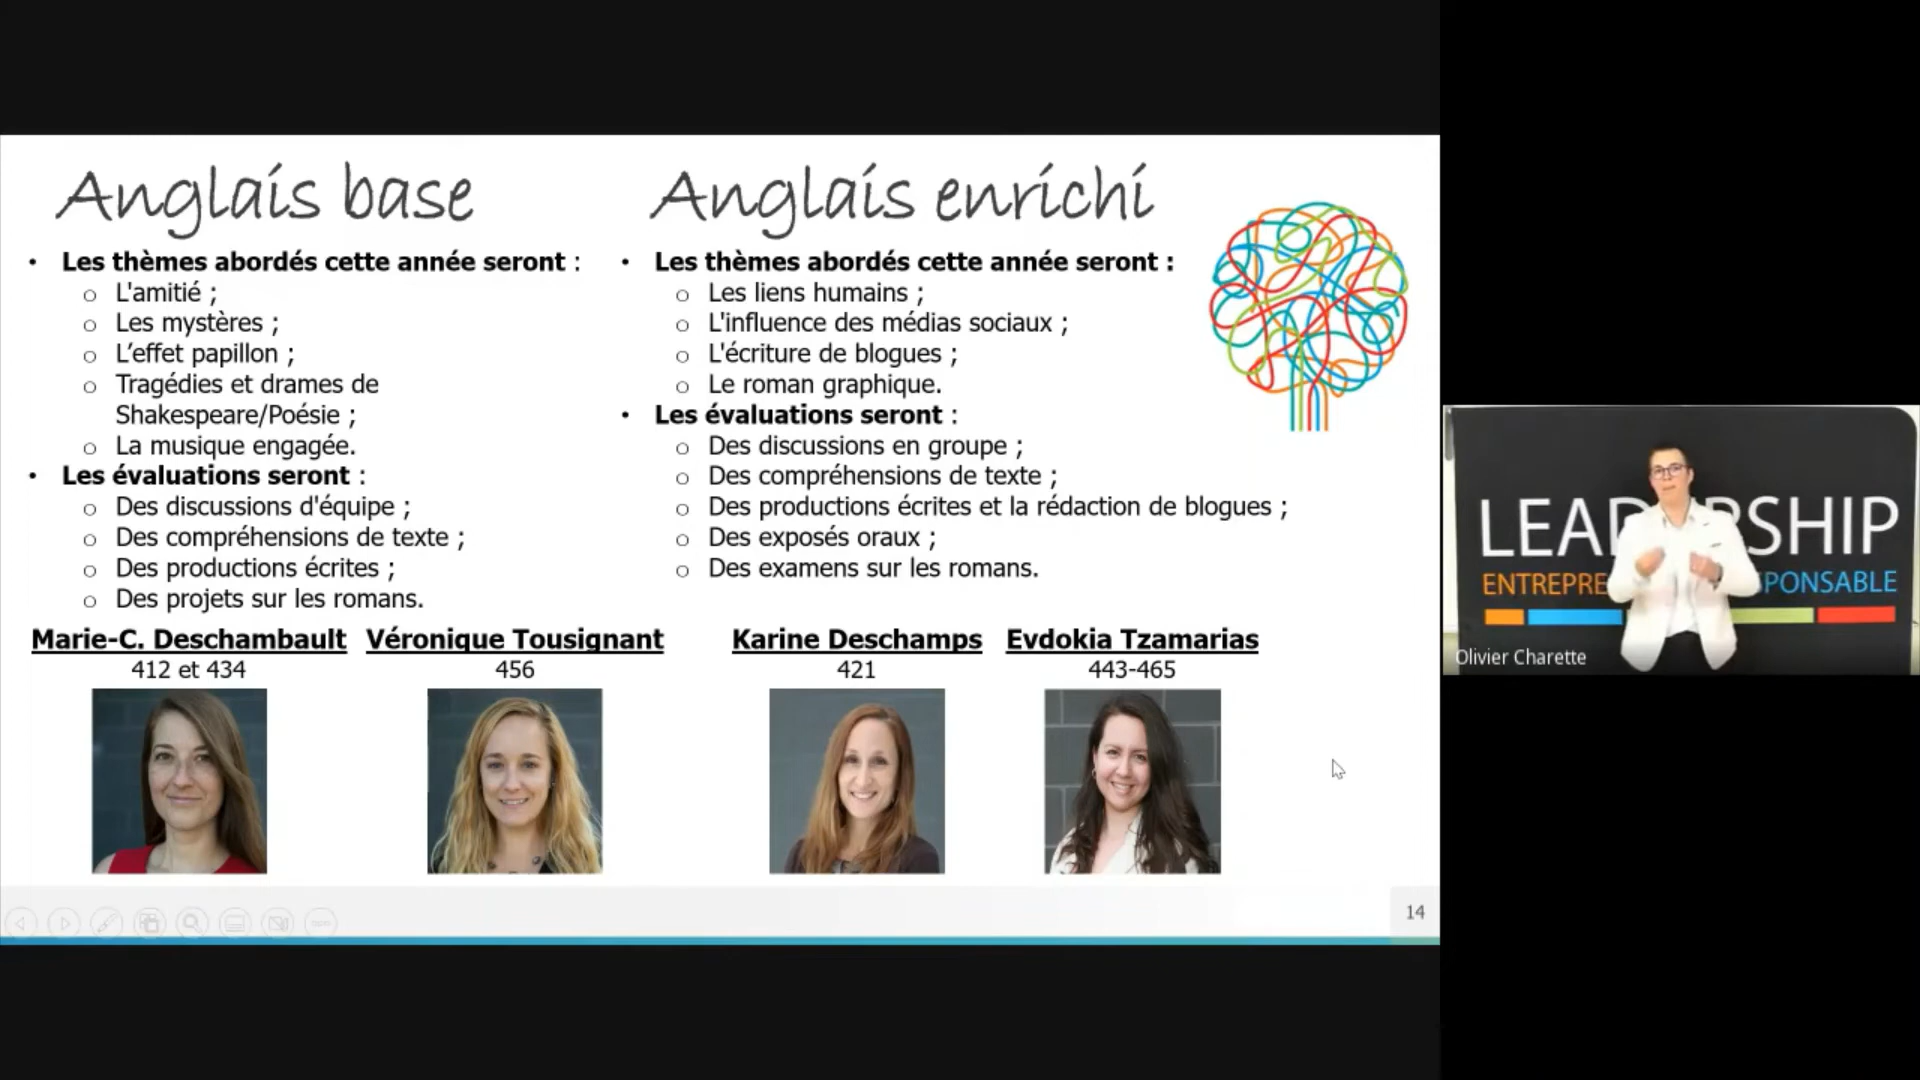 Anglais base
• Les thèmes abordés cette année seront :
o L'amitié ;
o Les mystères ;
o L’effet papillon ;
o Tragédies et drames de
Shakespeare/Poésie ;
o La musique engagée.
• Les évaluations seront :
o Des discussions d'équipe ;
o Des compréhensions de texte ;
o Des productions écrites ;
o Des projets sur les romans.
Anglais enrichi
• Les thèmes abordés cette année seront :
o Les liens humains ;
o L'influence des médias sociaux ;
o L'écriture de blogues ;
o Le roman graphique.
• Les évaluations seront :
o Des discussions en groupe ;
o Des compréhensions de texte ;
o Des productions écrites et la rédaction de blogues ;
o Des exposés oraux ;
o Des examens sur les romans.
Marie-C. Deschambault
412 et 434
Véronique Tousignant
456
Karine Deschamps
421
Evdokia Tzamarias
443-465
14
LEAD RSHIP
ENTREPRE PONSABLE
Olivier Charette